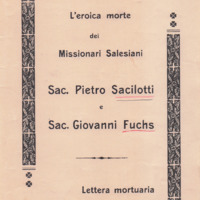 L'eroica morte
dei
Missionari Salesiani
Sac. Pietro Sacilotti
e
Sac. Giovanni Fuchs
Lettera mortuaria